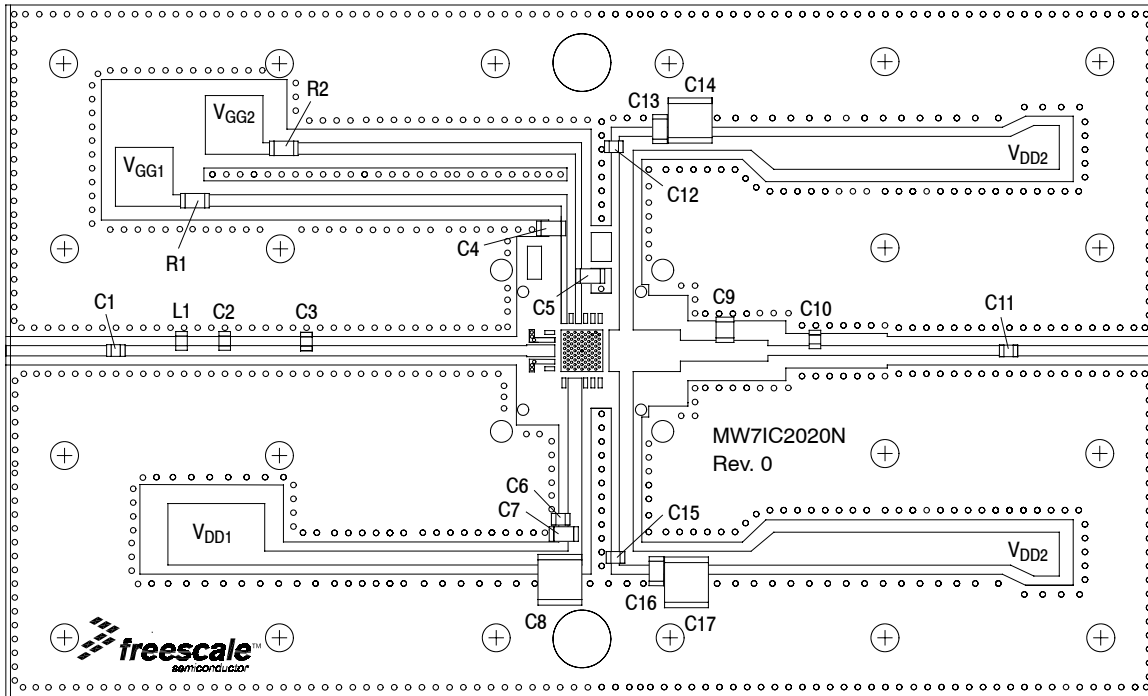 C13 C14
R2
VGG2
VDD2
VGG1
C12
C4
R1
C5
C1 L1 C2 C3 C9 C10 C11
MW7IC2020N
Rev. 0
C6
C7
C15
VDD1
VDD2
C16
C8
C17
freescale™
semiconductor